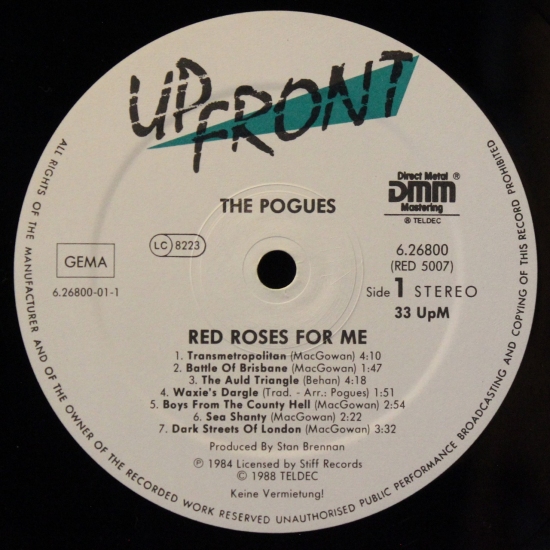 UPFRONT
Direct Metal ®
DMM
Mastering
® TELDEC
THE POGUES
LC 8223
GEMA
6.26800-01-1
6.26800
(RED 5007)
Side 1 STEREO
33 UpM
RED ROSES FOR ME
1. Transmetropolitan (MacGowan) 4:10
2. Battle Of Brisbane (MacGowan) 1:47
3. The Auld Triangle (Behan) 4:18
4. Waxie's Dargle (Trad. - Arr.: Pogues) 1:51
5. Boys From The County Hell (MacGowan) 2:54
6. Sea Shanty (MacGowan) 2:22
7. Dark Streets Of London (MacGowan) 3:32
Produced By Stan Brennan
℗ 1984 Licensed by Stiff Records
© 1988 TELDEC
Keine Vermietung!
ALL RIGHTS OF THE MANUFACTURER AND OF THE OWNER OF THE RECORDED WORK RESERVED UNAUTHORISED PUBLIC PERFORMANCE BROADCASTING AND COPYING OF THIS RECORD PROHIBITED